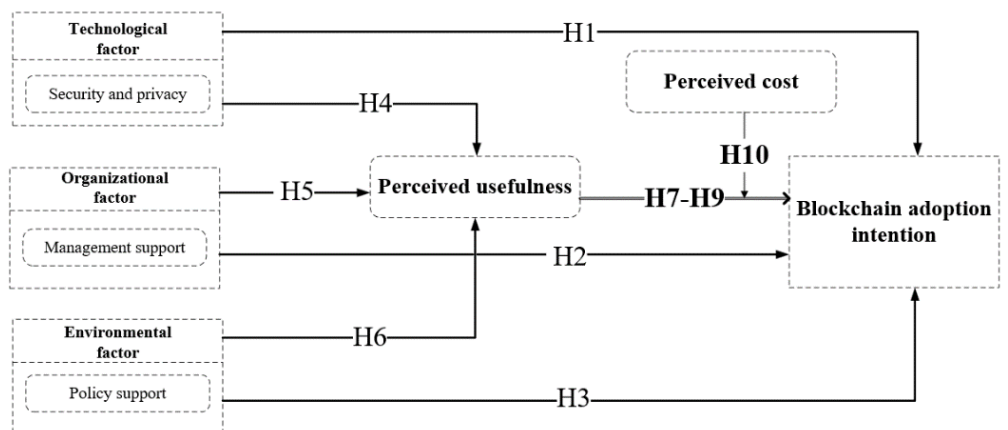 Technological
factor
Security and privacy
H1
H4
Perceived cost
H10
Organizational
factor
Management support
H5
Perceived usefulness
H7-H9
Blockchain adoption
intention
H2
Environmental
factor
Policy support
H6
H3